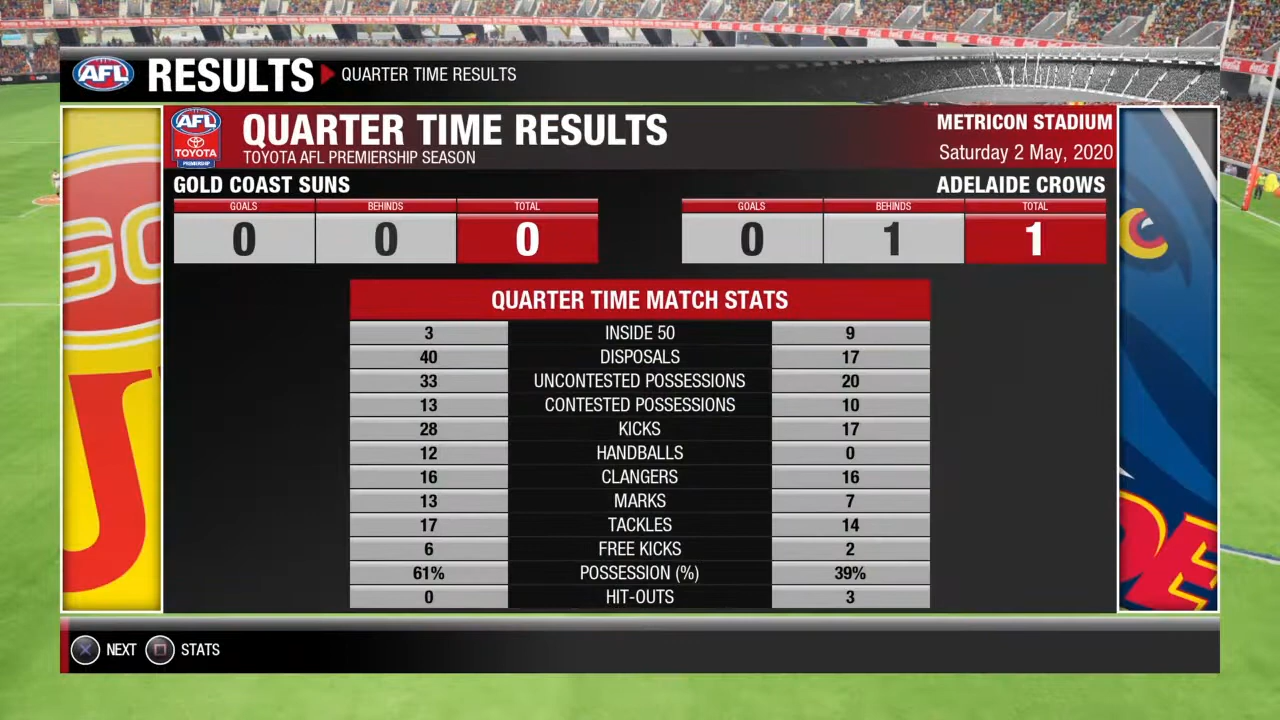 AFL RESULTS QUARTER TIME RESULTS
AFL TOYOTA PREMIERSHIP
QUARTER TIME RESULTS
TOYOTA AFL PREMIERSHIP SEASON
METRICON STADIUM
Saturday 2 May, 2020
GOLD COAST SUNS
ADELAIDE CROWS
GOALS BEHINDS TOTAL
0 0 0
GOALS BEHINDS TOTAL
0 1 1
QUARTER TIME MATCH STATS
3 INSIDE 50 9
40 DISPOSALS 17
33 UNCONTESTED POSSESSIONS 20
13 CONTESTED POSSESSIONS 10
28 KICKS 17
12 HANDBALLS 0
16 CLANGERS 16
13 MARKS 7
17 TACKLES 14
6 FREE KICKS 2
61% POSSESSION (%) 39%
0 HIT-OUTS 3
NEXT STATS